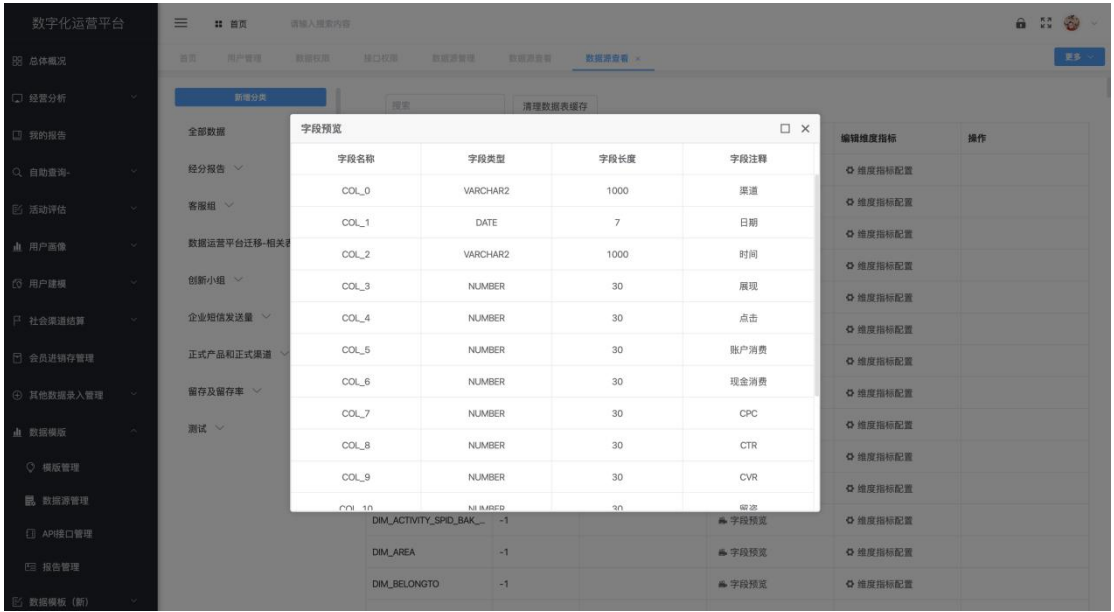 数字化运营平台
首页
请输入搜索内容
首页 用户管理 数据权限 接口权限 数据源管理 数据源查看 数据源查看 ×
更多
总体概况
经营分析
我的报告
自助查询-
活动评估
用户画像
用户建模
社会渠道结算
会员进销存管理
其他数据录入管理
数据模版
模版管理
数据源管理
API接口管理
报告管理
数据模板（新）
新增分类
全部数据
经分报告
客服组
数据运营平台迁移-相关表
创新小组
企业短信发送量
正式产品和正式渠道
留存及留存率
测试
搜索
清理数据表缓存
字段预览
字段名称 字段类型 字段长度 字段注释
COL_0 VARCHAR2 1000 渠道
COL_1 DATE 7 日期
COL_2 VARCHAR2 1000 时间
COL_3 NUMBER 30 展现
COL_4 NUMBER 30 点击
COL_5 NUMBER 30 账户消费
COL_6 NUMBER 30 现金消费
COL_7 NUMBER 30 CPC
COL_8 NUMBER 30 CTR
COL_9 NUMBER 30 CVR
COL_10 NUMBER 30 留资
编辑维度指标 操作
维度指标配置
维度指标配置
维度指标配置
维度指标配置
维度指标配置
维度指标配置
维度指标配置
维度指标配置
维度指标配置
维度指标配置
维度指标配置
DIM_ACTIVITY_SPID_BAK_... -1 字段预览 维度指标配置
DIM_AREA -1 字段预览 维度指标配置
DIM_BELONGTO -1 字段预览 维度指标配置